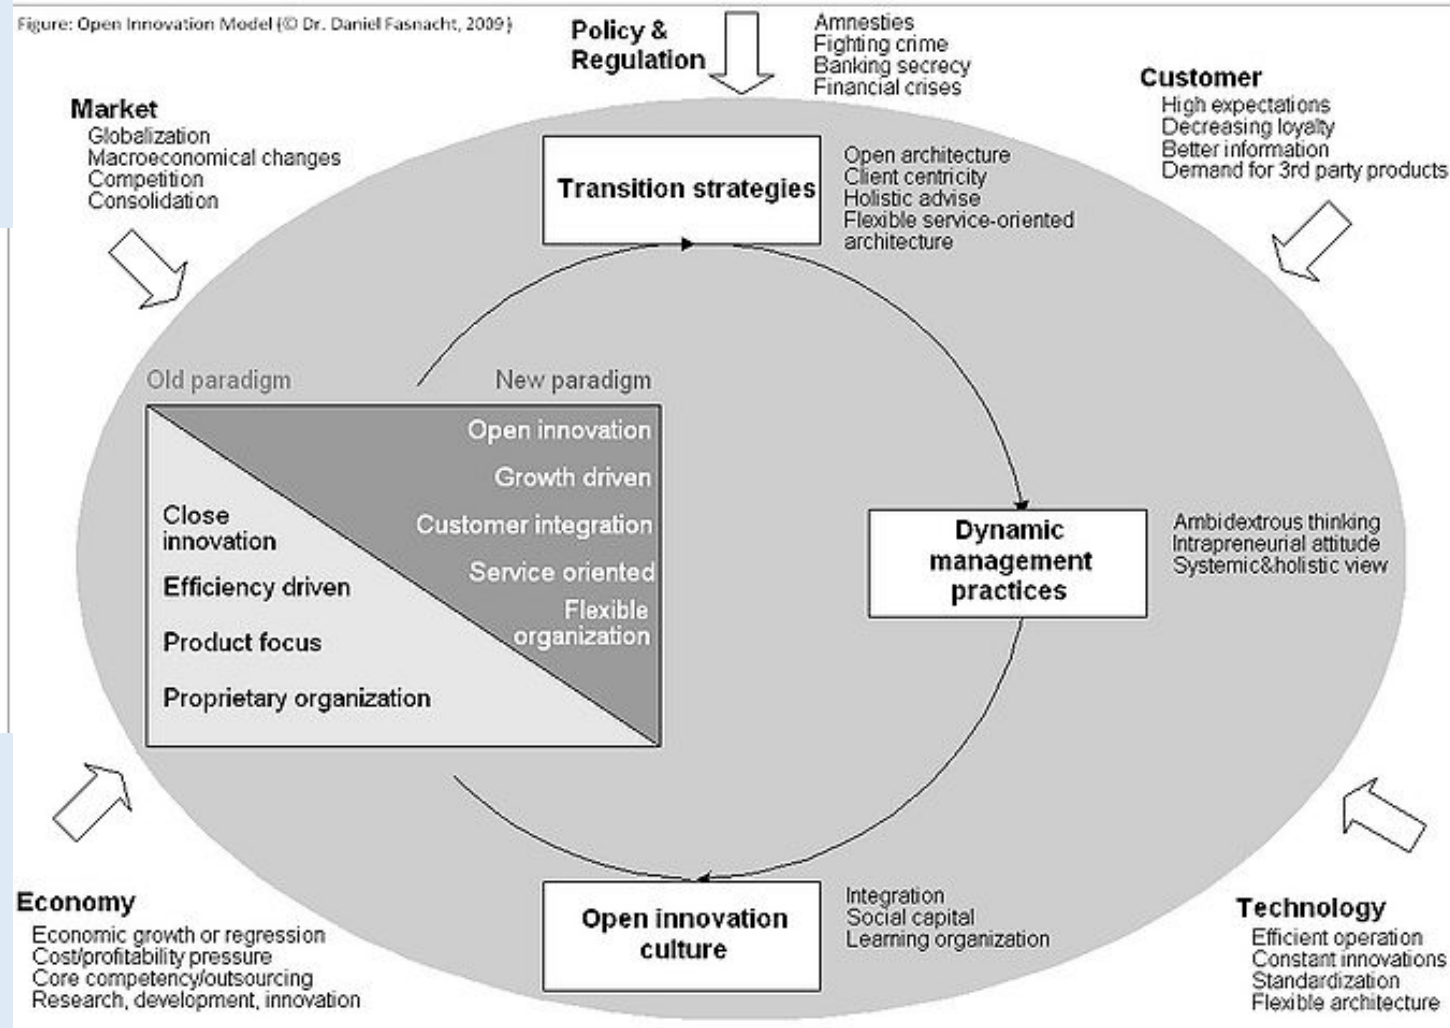 Figure: Open Innovation Model (© Dr. Daniel Fasnacht, 2009)
Policy &
Regulation
Amnesties
Fighting crime
Banking secrecy
Financial crises
Customer
High expectations
Decreasing loyalty
Better information
Demand for 3rd party products
Market
Globalization
Macroeconomical changes
Competition
Consolidation
Transition strategies
Open architecture
Client centricity
Holistic advise
Flexible service-oriented
architecture
Old paradigm
New paradigm
Open innovation
Growth driven
Customer integration
Service oriented
Flexible
organization
Close
innovation
Efficiency driven
Product focus
Proprietary organization
Dynamic
management
practices
Ambidextrous thinking
Intrapreneurial attitude
Systemic&holistic view
Open innovation
culture
Integration
Social capital
Learning organization
Economy
Economic growth or regression
Cost/profitability pressure
Core competency/outsourcing
Research, development, innovation
Technology
Efficient operation
Constant innovations
Standardization
Flexible architecture